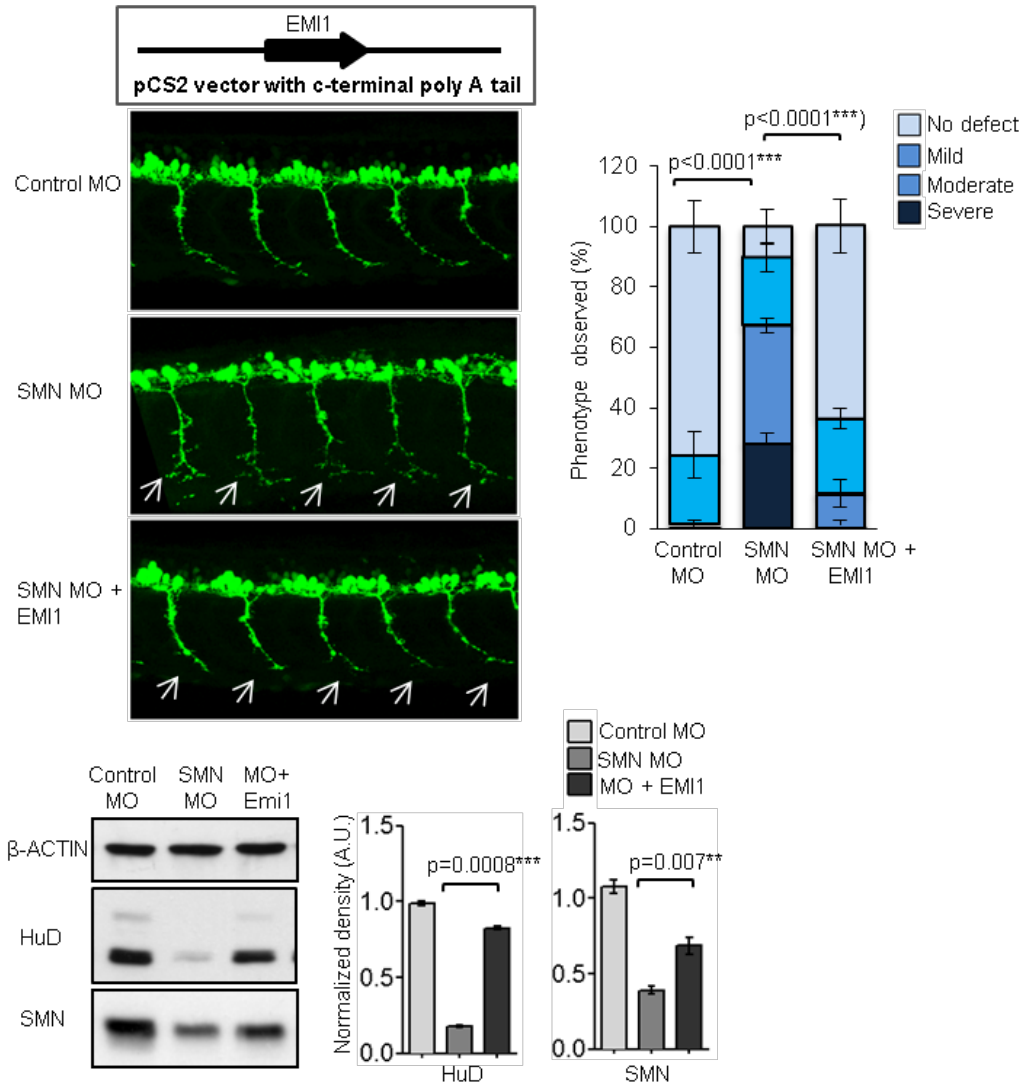 EMI1
pCS2 vector with c-terminal poly A tail
Control MO
SMN MO
SMN MO +
EMI1
p<0.0001***
p<0.0001***)
No defect
Mild
Moderate
Severe
Phenotype observed (%)
120
100
80
60
40
20
0
Control
MO
SMN
MO
SMN MO +
EMI1
Control
MO
SMN
MO
MO+
Emi1
β-ACTIN
HuD
SMN
Control MO
SMN MO
MO + EMI1
Normalized density (A.U.)
1.5
1.0
0.5
0.0
p=0.0008***
HuD
1.5
1.0
0.5
0.0
p=0.007**
SMN